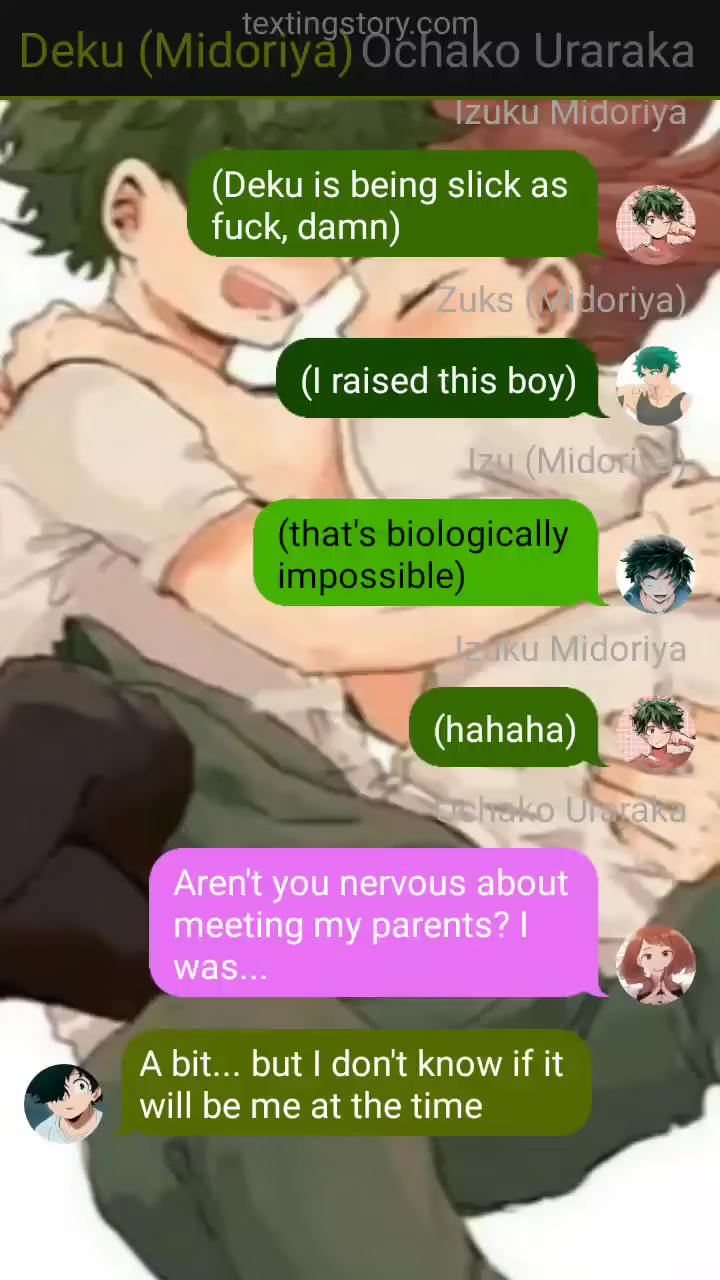 textingstory.com
Deku (Midoriya) Ochako Uraraka
Izuku Midoriya
(Deku is being slick as
fuck, damn)
Zuks (Midoriya)
(I raised this boy)
Izu (Midoriya)
(that's biologically
impossible)
Izuku Midoriya
(hahaha)
Ochako Uraraka
Aren't you nervous about
meeting my parents? I
was...
A bit... but I don't know if it
will be me at the time